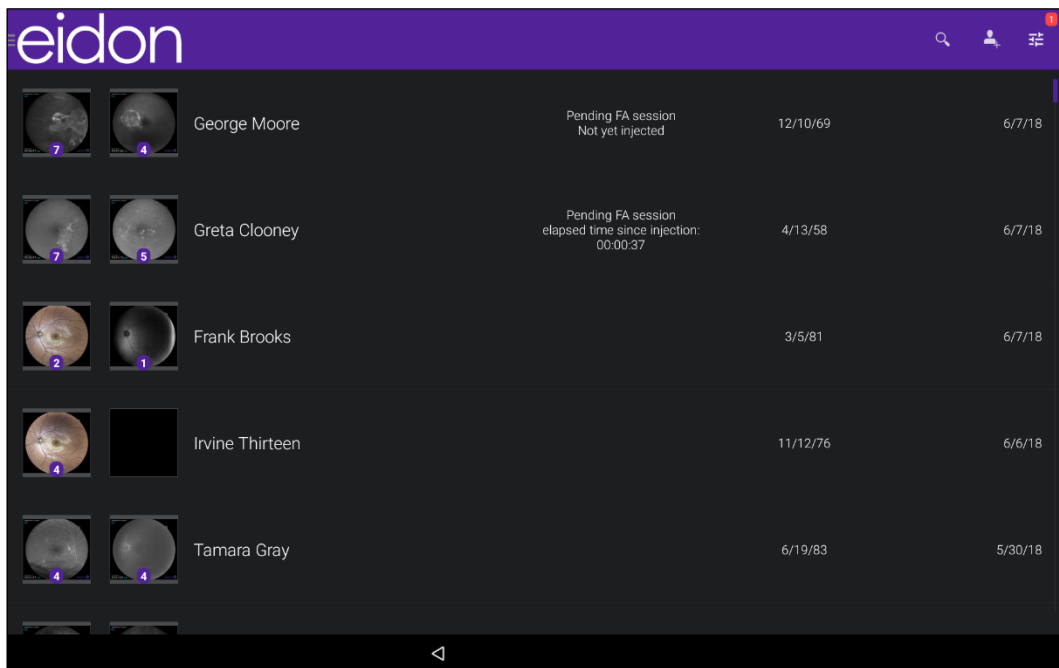 eidon
1
7
4
George Moore
Pending FA session
Not yet injected
12/10/69
6/7/18
7
5
Greta Clooney
Pending FA session
elapsed time since injection:
00:00:37
4/13/58
6/7/18
2
1
Frank Brooks
3/5/81
6/7/18
4
Irvine Thirteen
11/12/76
6/6/18
4
4
Tamara Gray
6/19/83
5/30/18